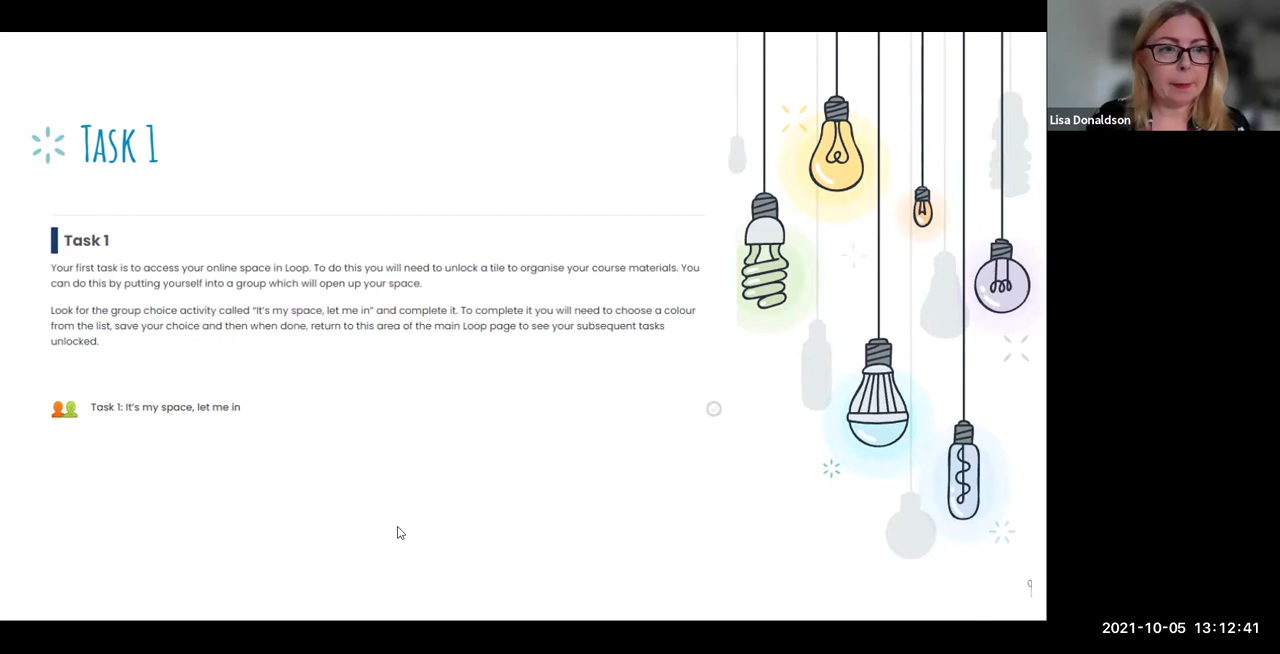 Lisa Donaldson
TASK 1
Task 1
Your first task is to access your online space in Loop. To do this you will need to unlock a tile to organise your course materials. You
can do this by putting yourself into a group which will open up your space.
Look for the group choice activity called “It’s my space, let me in” and complete it. To complete it you will need to choose a colour
from the list, save your choice and then when done, return to this area of the main Loop page to see your subsequent tasks
unlocked.
Task 1: It’s my space, let me in
9
2021-10-05 13:12:41